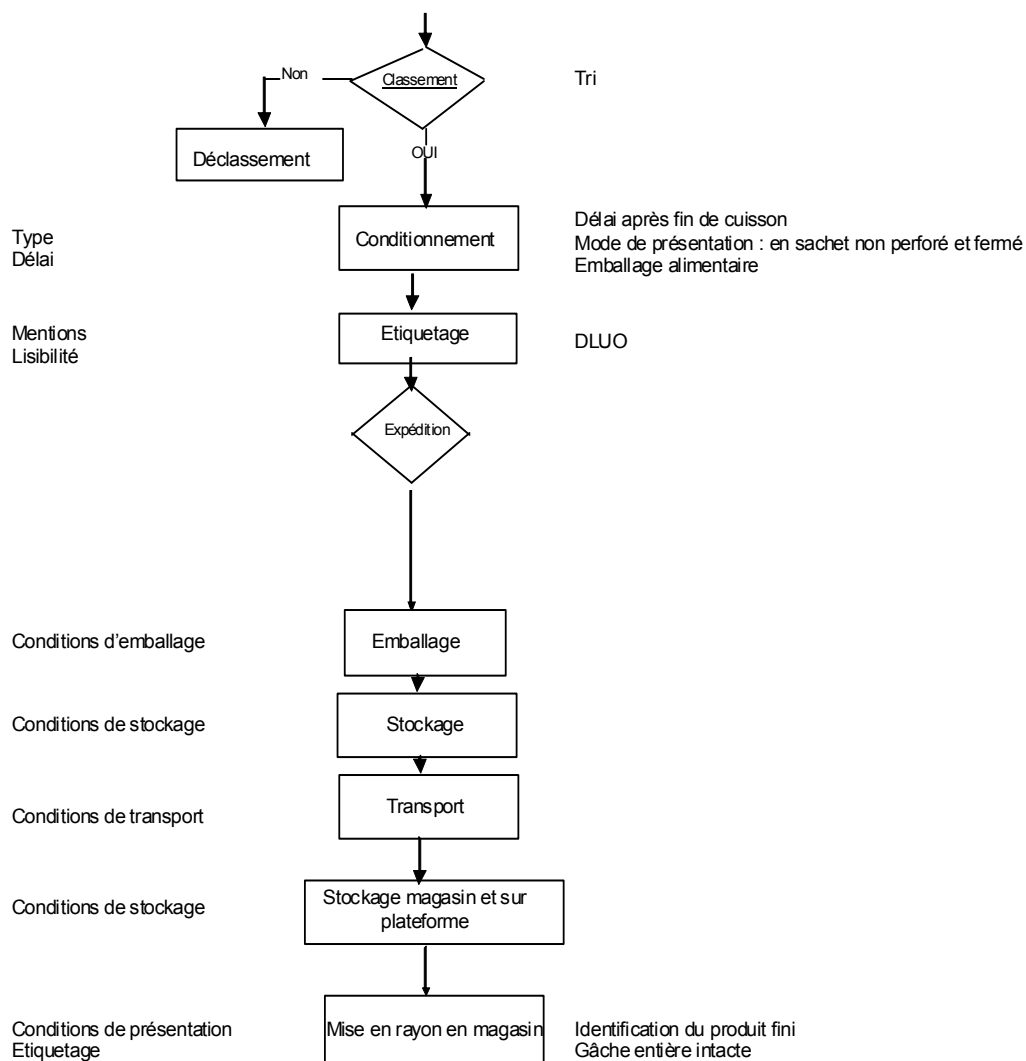 Non
Classement
Tri
Déclassement
OUI
Type
Délai
Conditionnement
Délai après fin de cuisson
Mode de présentation : en sachet non perforé et fermé
Emballage alimentaire
Mentions
Lisibilité
Etiquetage
DLUO
Expédition
Conditions d'emballage
Emballage
Conditions de stockage
Stockage
Conditions de transport
Transport
Conditions de stockage
Stockage magasin et sur
plateforme
Conditions de présentation
Etiquetage
Mise en rayon en magasin
Identification du produit fini
Gâche entière intacte